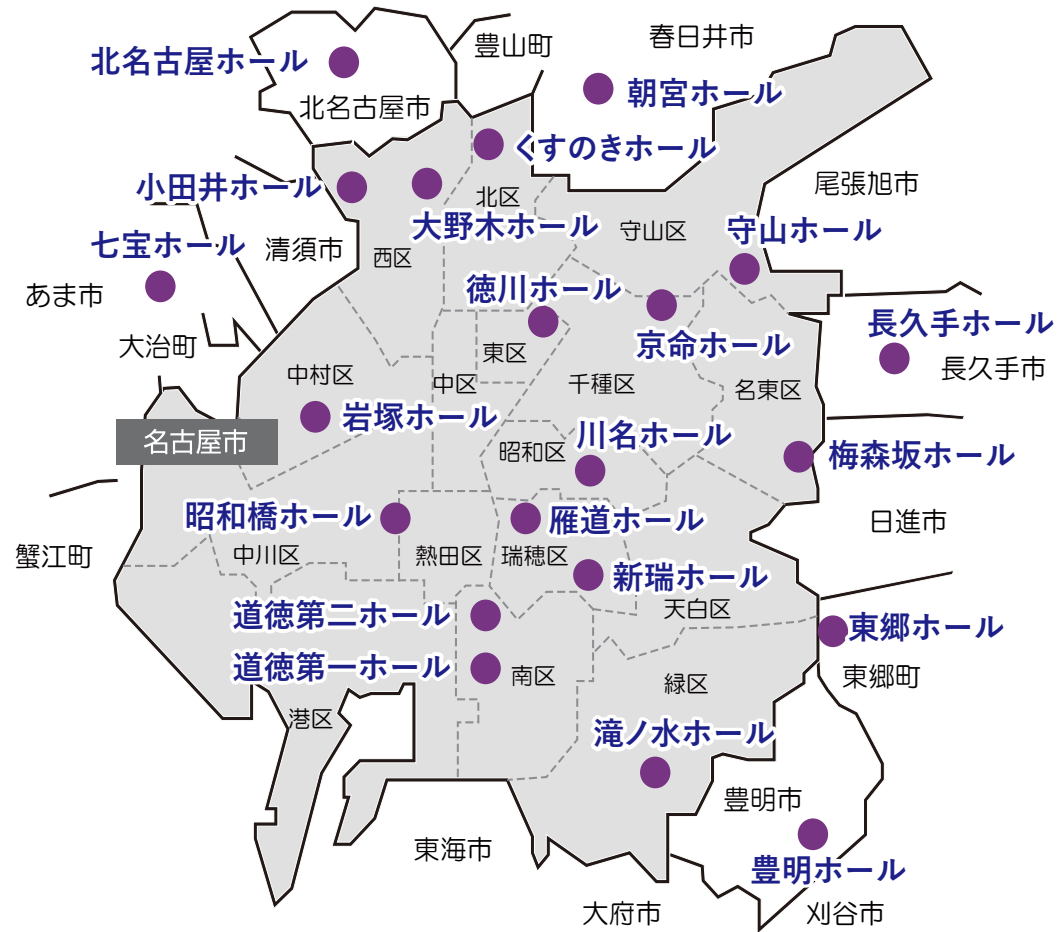 豊山町
春日井市
北名古屋ホール
朝宮ホール
北名古屋市
くすのきホール
小田井ホール
尾張旭市
北区
大野木ホール
守山区
守山ホール
七宝ホール
清須市
西区
徳川ホール
あま市
長久手ホール
大治町
東区
京命ホール
長久手市
中村区
中区
千種区
名東区
岩塚ホール
名古屋市
川名ホール
昭和区
梅森坂ホール
昭和橋ホール
雁道ホール
日進市
蟹江町
中川区
熱田区
瑞穂区
新瑞ホール
天白区
道徳第二ホール
東郷ホール
道徳第一ホール
南区
緑区
東郷町
港区
滝ノ水ホール
豊明市
東海市
豊明ホール
大府市
刈谷市